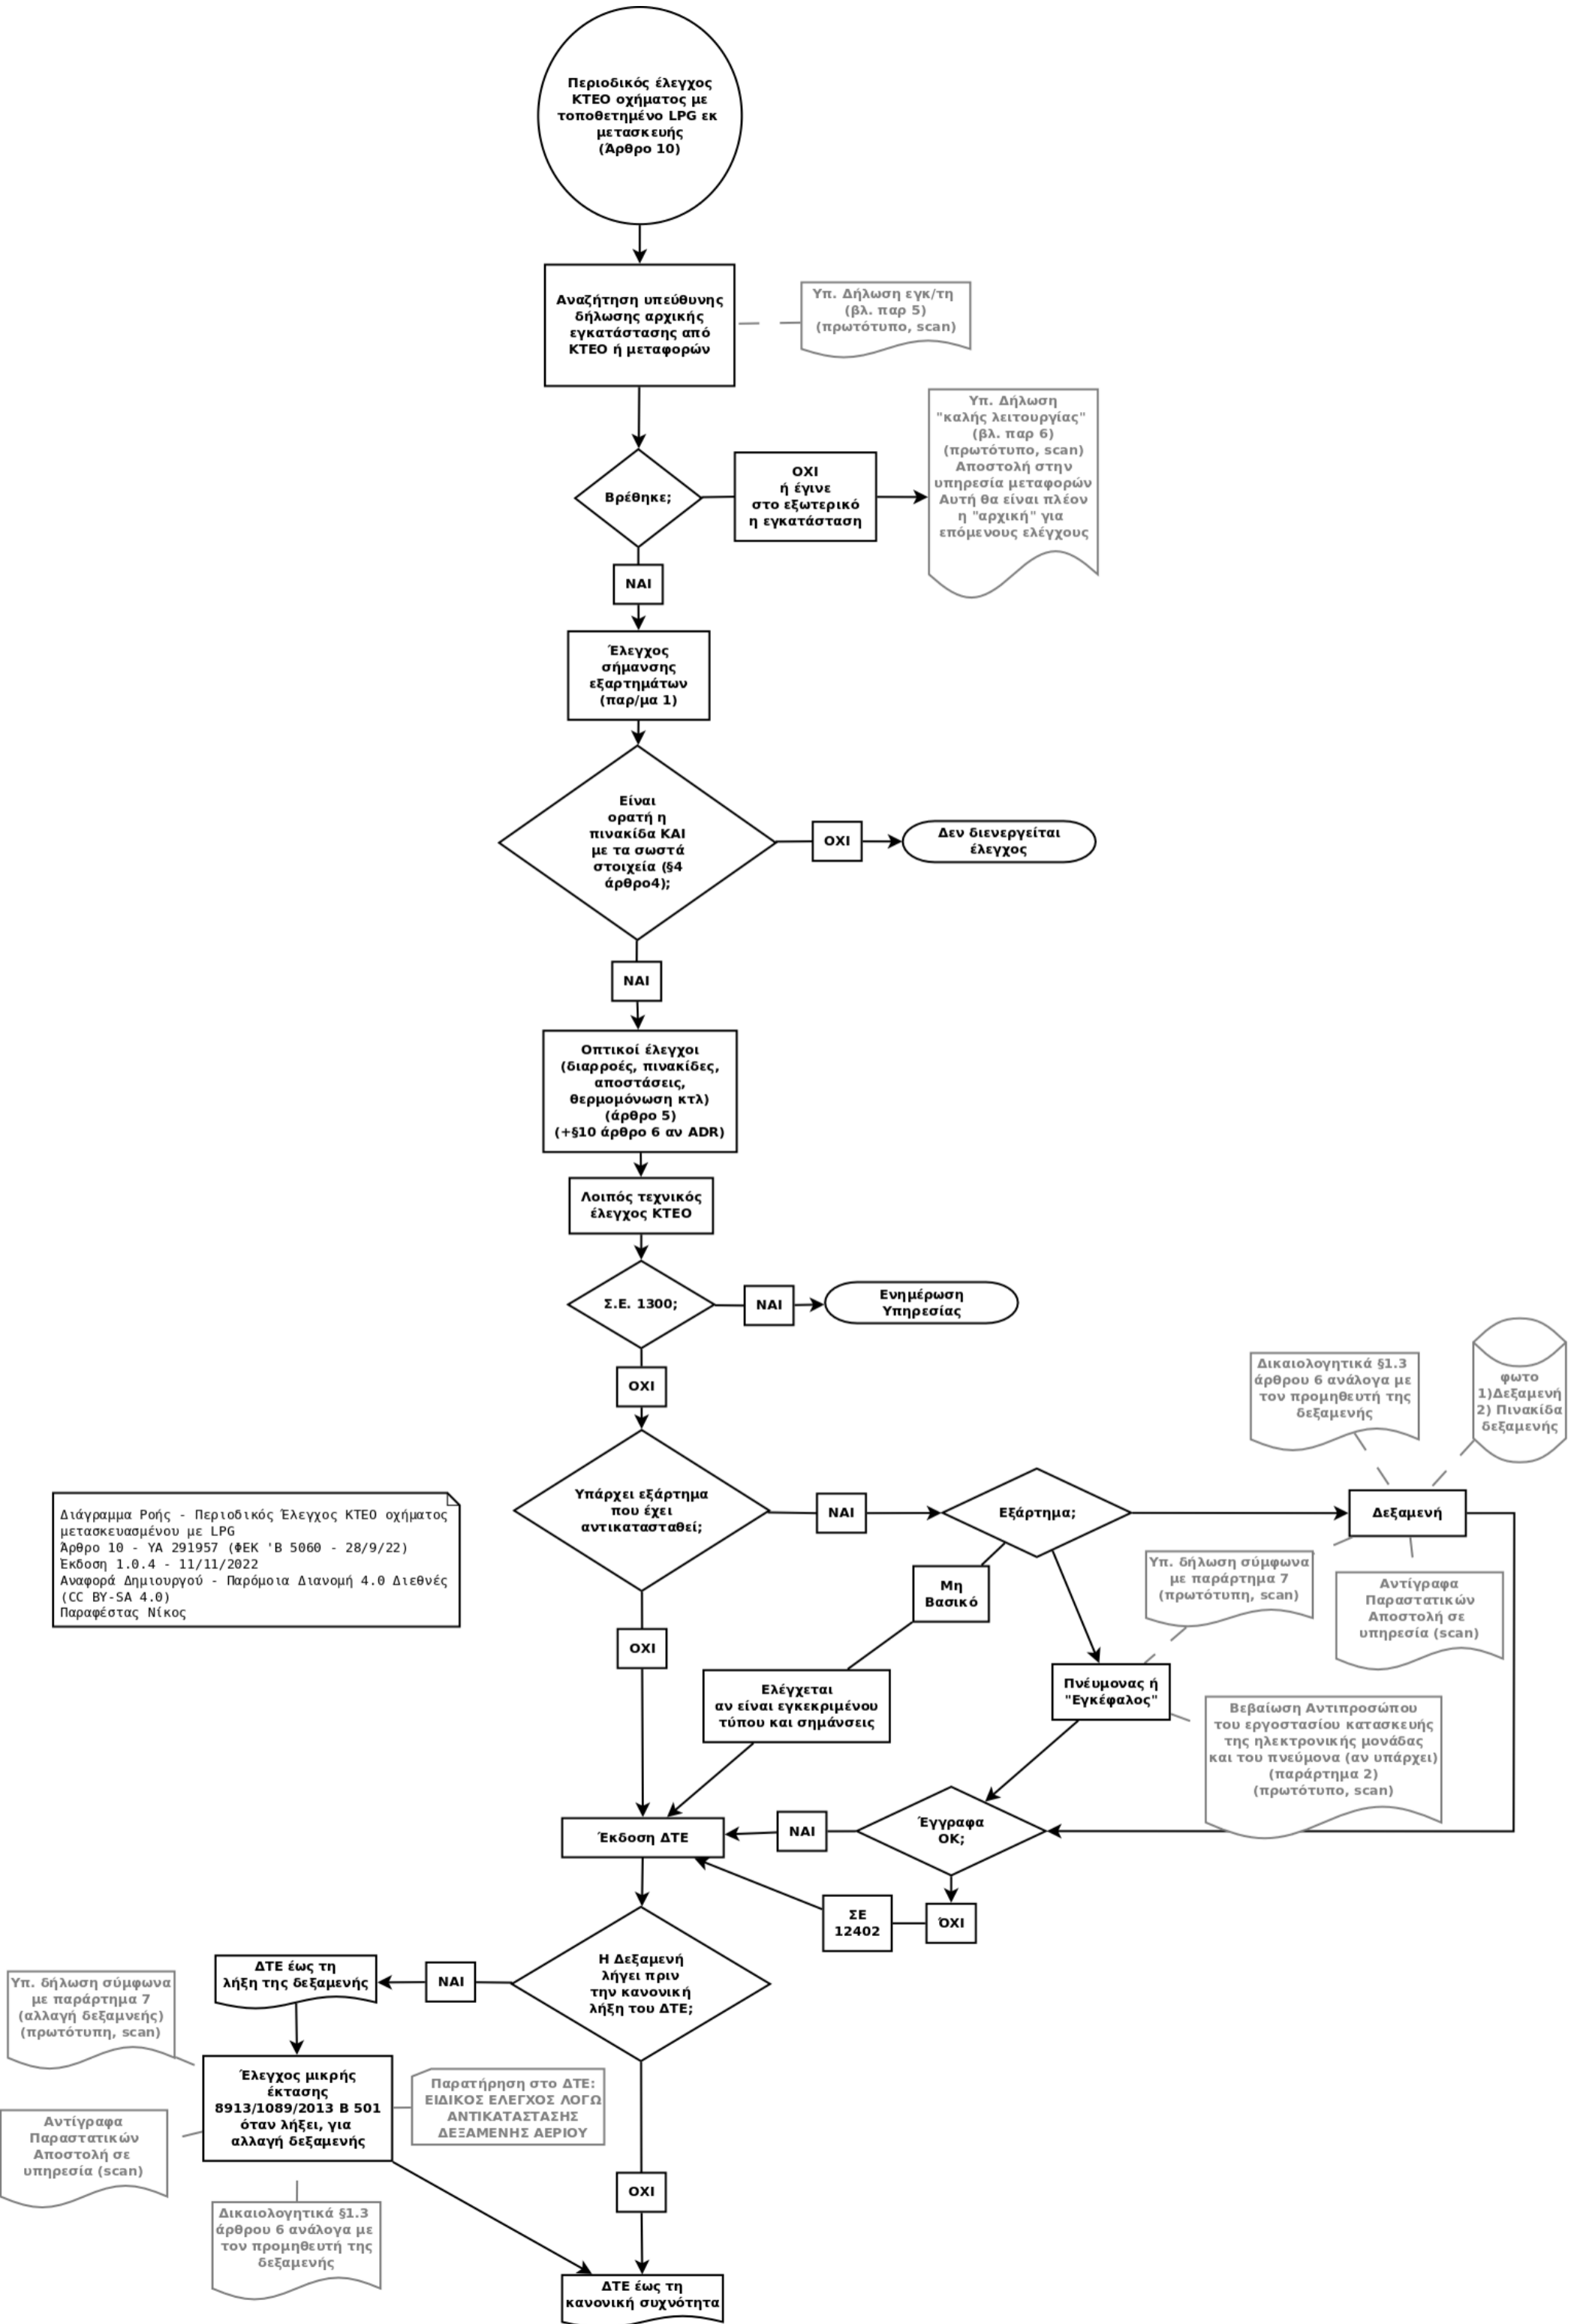 Περιοδικός έλεγχος
ΚΤΕΟ οχήματος με
τοποθετημένο LPG εκ
μετασκευής
(Άρθρο 10)
Αναζήτηση υπεύθυνης
δήλωσης αρχικής
εγκατάστασης από
ΚΤΕΟ ή μεταφορών
Υπ. Δήλωση εγκ/τη
(βλ. παρ 5)
(πρωτότυπο, scan)
Βρέθηκε;
ΟΧΙ
ή έγινε
στο εξωτερικό
η εγκατάσταση
Υπ. Δήλωση
"καλής λειτουργίας"
(βλ. παρ 6)
(πρωτότυπο, scan)
Αποστολή στην
υπηρεσία μεταφορών
Αυτή θα είναι πλέον
η "αρχική" για
επόμενους ελέγχους
ΝΑΙ
Έλεγχος
σήμανσης
εξαρτημάτων
(παρ/μα 1)
Είναι
ορατή η
πινακίδα ΚΑΙ
με τα σωστά
στοιχεία (§4
άρθρο4);
ΟΧΙ
Δεν διενεργείται
έλεγχος
ΝΑΙ
Οπτικοί έλεγχοι
(διαρροές, πινακίδες,
αποστάσεις,
θερμομόνωση κτλ)
(άρθρο 5)
(+§10 άρθρο 6 αν ADR)
Λοιπός τεχνικός
έλεγχος ΚΤΕΟ
Σ.Ε. 1300;
ΝΑΙ
Ενημέρωση
Υπηρεσίας
ΟΧΙ
Υπάρχει εξάρτημα
που έχει
αντικατασταθεί;
ΝΑΙ
Εξάρτημα;
Δεξαμενή
Δικαιολογητικά §1.3
άρθρου 6 ανάλογα με
τον προμηθευτή της
δεξαμενής
φωτο
1)Δεξαμενή
2) Πινακίδα
δεξαμενής
Διάγραμμα Ροής - Περιοδικός Έλεγχος ΚΤΕΟ οχήματος
μετασκευασμένου με LPG
Άρθρο 10 - ΥΑ 291957 (ΦΕΚ 'Β 5060 - 28/9/22)
Έκδοση 1.0.4 - 11/11/2022
Αναφορά Δημιουργού - Παρόμοια Διανομή 4.0 Διεθνές
(CC BY-SA 4.0)
Παραφέστας Νίκος
Μη
Βασικό
Υπ. δήλωση σύμφωνα
με παράρτημα 7
(πρωτότυπη, scan)
Αντίγραφα
Παραστατικών
Αποστολή σε
υπηρεσία (scan)
ΟΧΙ
Ελέγχεται
αν είναι εγκεκριμένου
τύπου και σημάνσεις
Πνέυμονας ή
"Εγκέφαλος"
Βεβαίωση Αντιπροσώπου
του εργοστασίου κατασκευής
της ηλεκτρονικής μονάδας
και του πνεύμονα (αν υπάρχει)
(παράρτημα 2)
(πρωτότυπο, scan)
Έκδοση ΔΤΕ
ΝΑΙ
Έγγραφα
ΟΚ;
ΣΕ
12402
ΌΧΙ
Η Δεξαμενή
λήγει πριν
την κανονική
λήξη του ΔΤΕ;
ΝΑΙ
ΔΤΕ έως τη
λήξη της δεξαμενής
Υπ. δήλωση σύμφωνα
με παράρτημα 7
(αλλαγή δεξαμνεής)
(πρωτότυπη, scan)
Έλεγχος μικρής
έκτασης
8913/1089/2013 Β 501
όταν λήξει, για
αλλαγή δεξαμενής
Παρατήρηση στο ΔΤΕ:
ΕΙΔΙΚΟΣ ΕΛΕΓΧΟΣ ΛΟΓΩ
ΑΝΤΙΚΑΤΑΣΤΑΣΗΣ
ΔΕΞΑΜΕΝΗΣ ΑΕΡΙΟΥ
Αντίγραφα
Παραστατικών
Αποστολή σε
υπηρεσία (scan)
Δικαιολογητικά §1.3
άρθρου 6 ανάλογα με
τον προμηθευτή της
δεξαμενής
ΟΧΙ
ΔΤΕ έως τη
κανονική συχνότητα